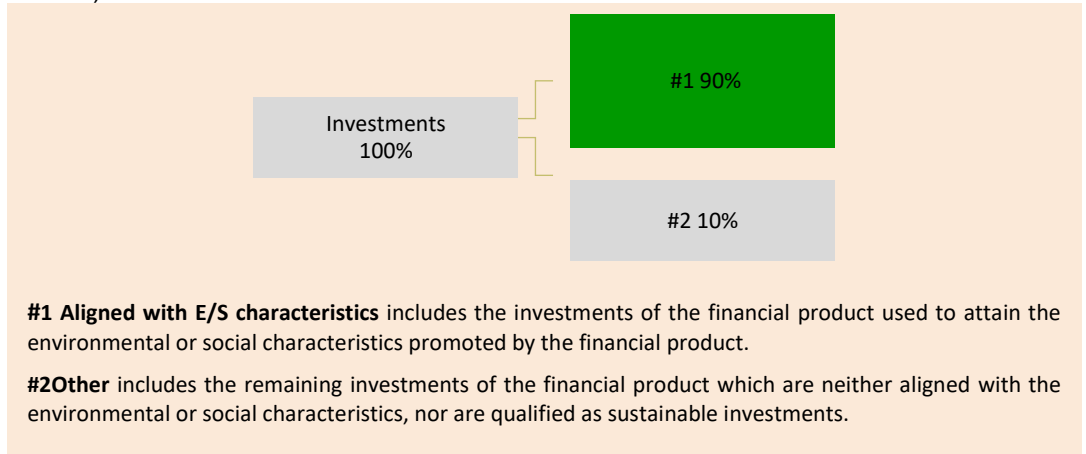 #1 90%
Investments
100%
#2 10%
#1 Aligned with E/S characteristics includes the investments of the financial product used to attain the
environmental or social characteristics promoted by the financial product.
#2Other includes the remaining investments of the financial product which are neither aligned with the
environmental or social characteristics, nor are qualified as sustainable investments.